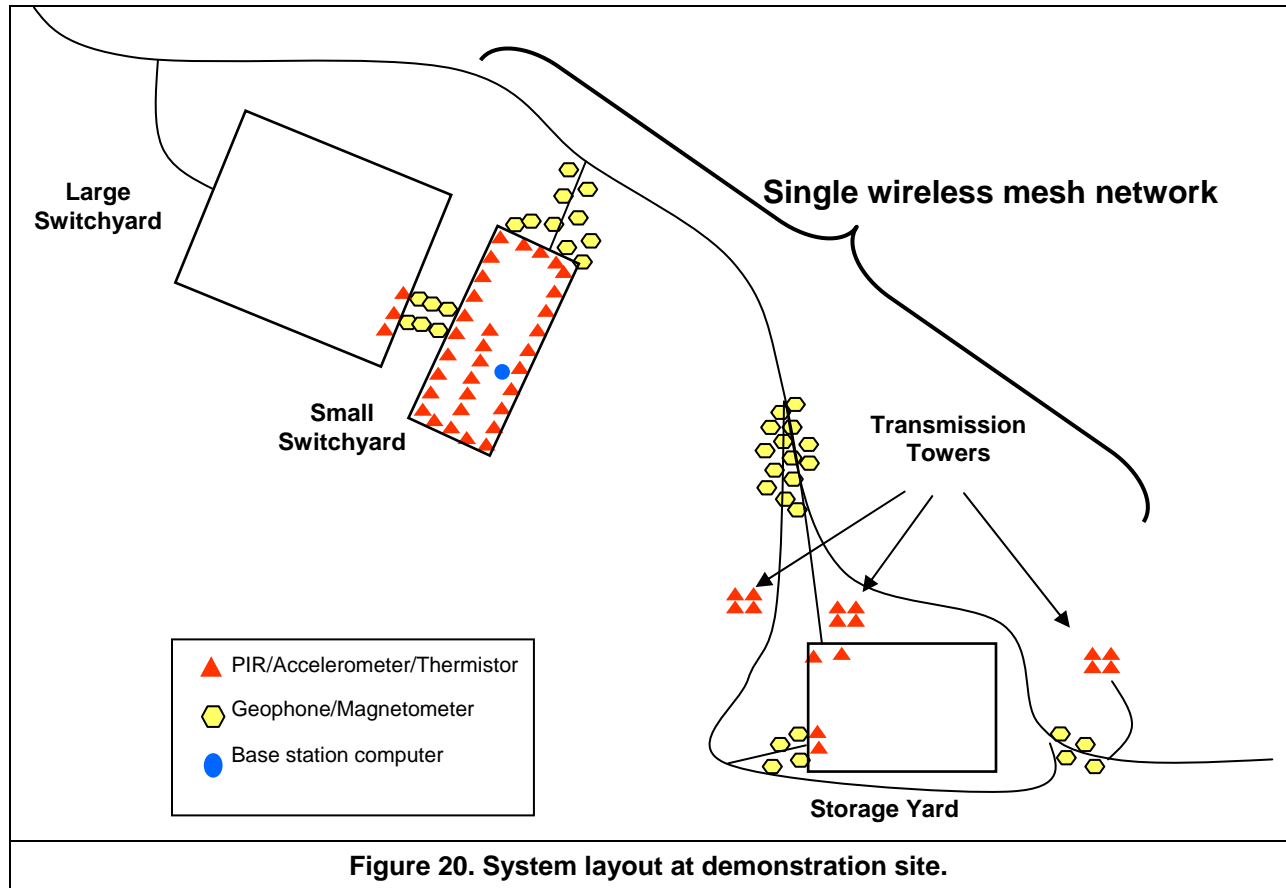 Large
Switchyard
Single wireless mesh network
Small
Switchyard
Transmission
Towers
PIR/Accelerometer/Thermistor
Geophone/Magnetometer
Base station computer
Storage Yard
Figure 20. System layout at demonstration site.